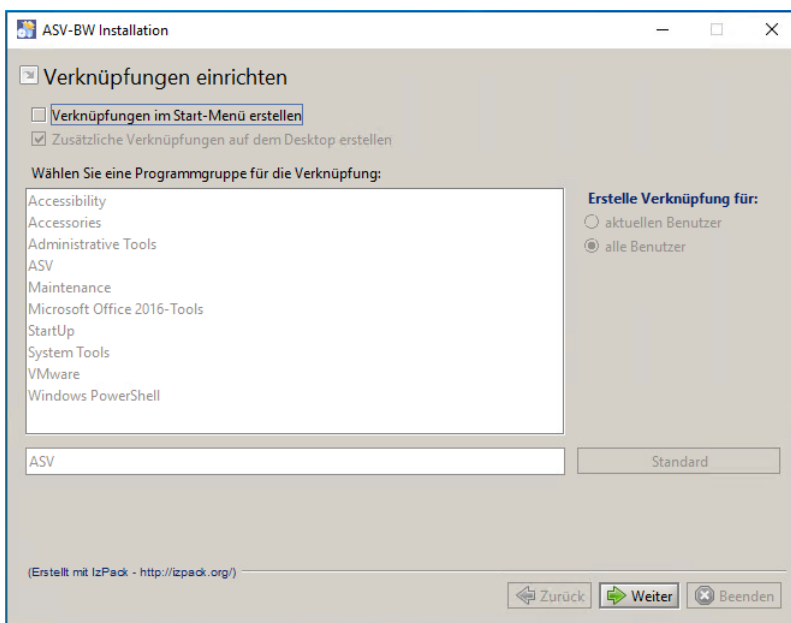 ASV-BW Installation
Verknüpfungen einrichten
Verknüpfungen im Start-Menü erstellen
Zusätzliche Verknüpfungen auf dem Desktop erstellen
Wählen Sie eine Programmgruppe für die Verknüpfung:
Accessibility
Accessories
Administrative Tools
ASV
Maintenance
Microsoft Office 2016-Tools
StartUp
System Tools
VMware
Windows PowerShell
Erstelle Verknüpfung für:
aktuellen Benutzer
alle Benutzer
ASV
Standard
(Erstellt mit IzPack - http://izpack.org/)
Zurück
Weiter
Beenden